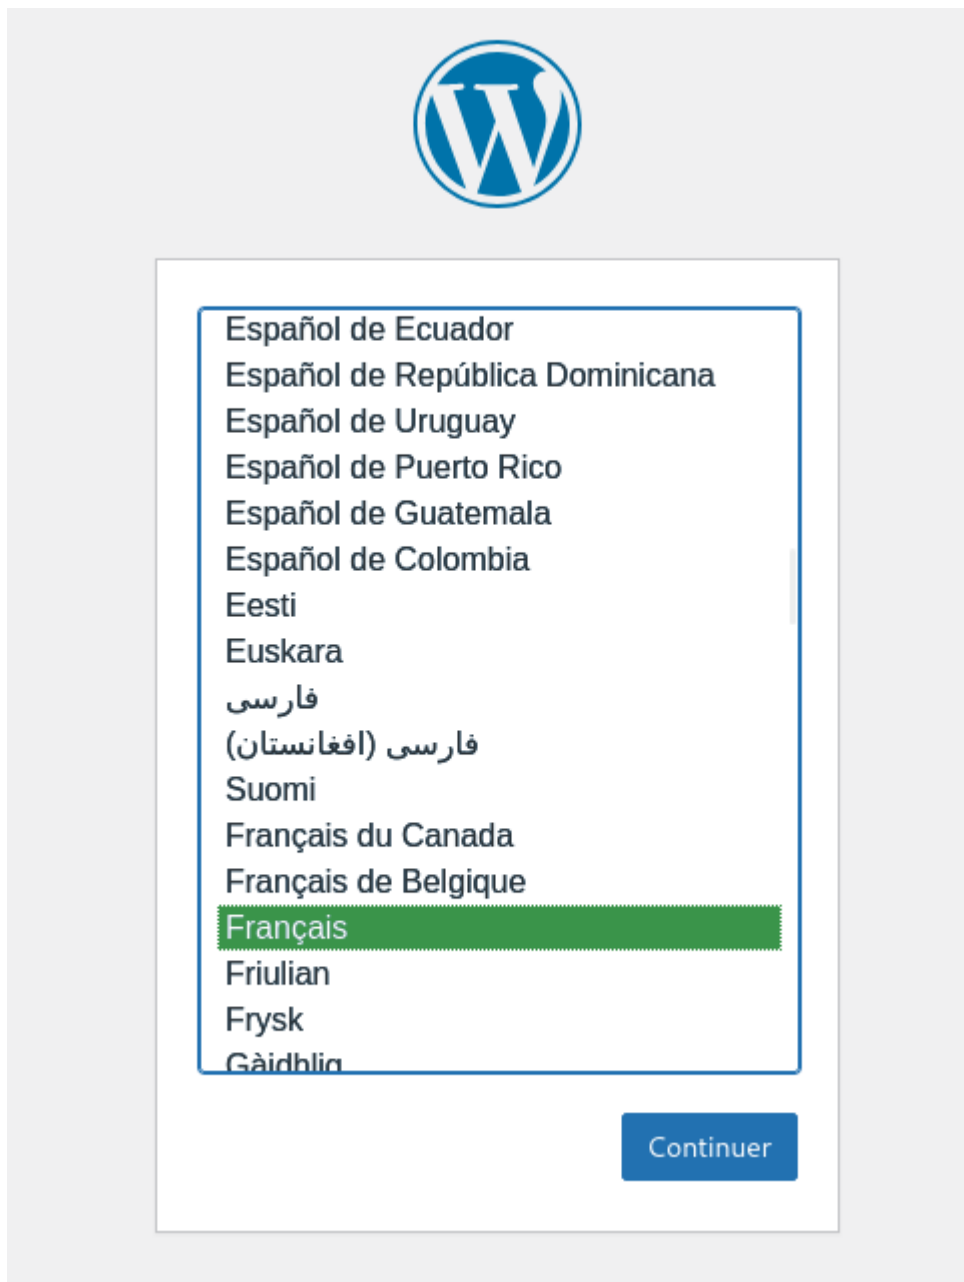 Español de Ecuador
Español de República Dominicana
Español de Uruguay
Español de Puerto Rico
Español de Guatemala
Español de Colombia
Eesti
Euskara
فارسی
فارسی (افغانستان)
Suomi
Français du Canada
Français de Belgique
Français
Friulian
Frysk
Gàidhlig
Continuer